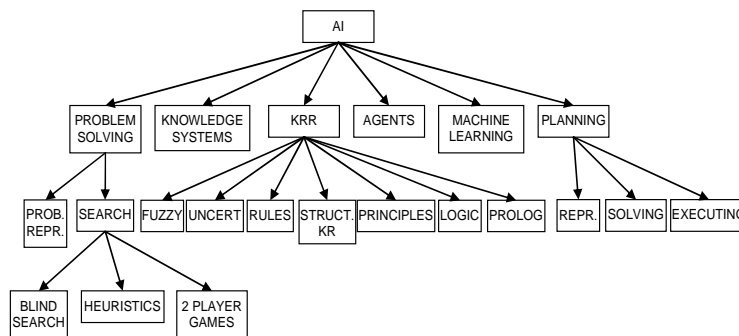 AI
PROBLEM
SOLVING
KNOWLEDGE
SYSTEMS
KRR
AGENTS
MACHINE
LEARNING
PLANNING
PROB.
REPR.
SEARCH
FUZZY
UNCERT
RULES
STRUCT.
KR
PRINCIPLES
LOGIC
PROLOG
REPR.
SOLVING
EXECUTING
BLIND
SEARCH
HEURISTICS
2 PLAYER
GAMES